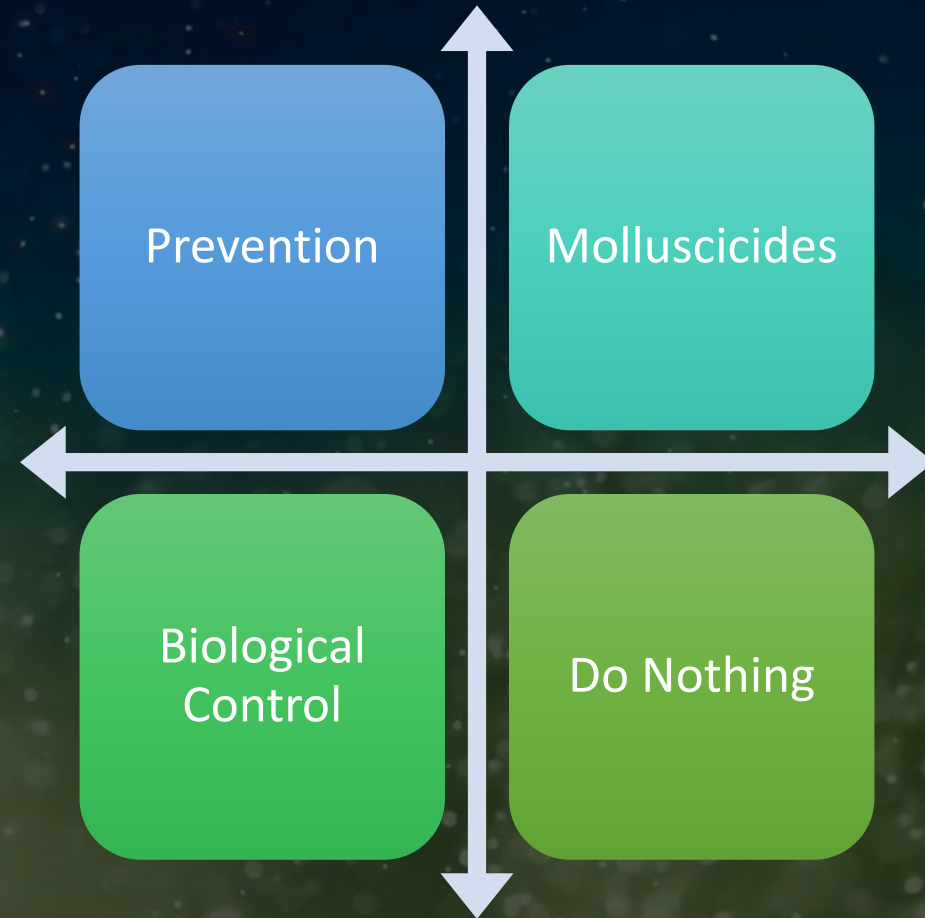 Prevention
Molluscicides
Biological
Control
Do Nothing